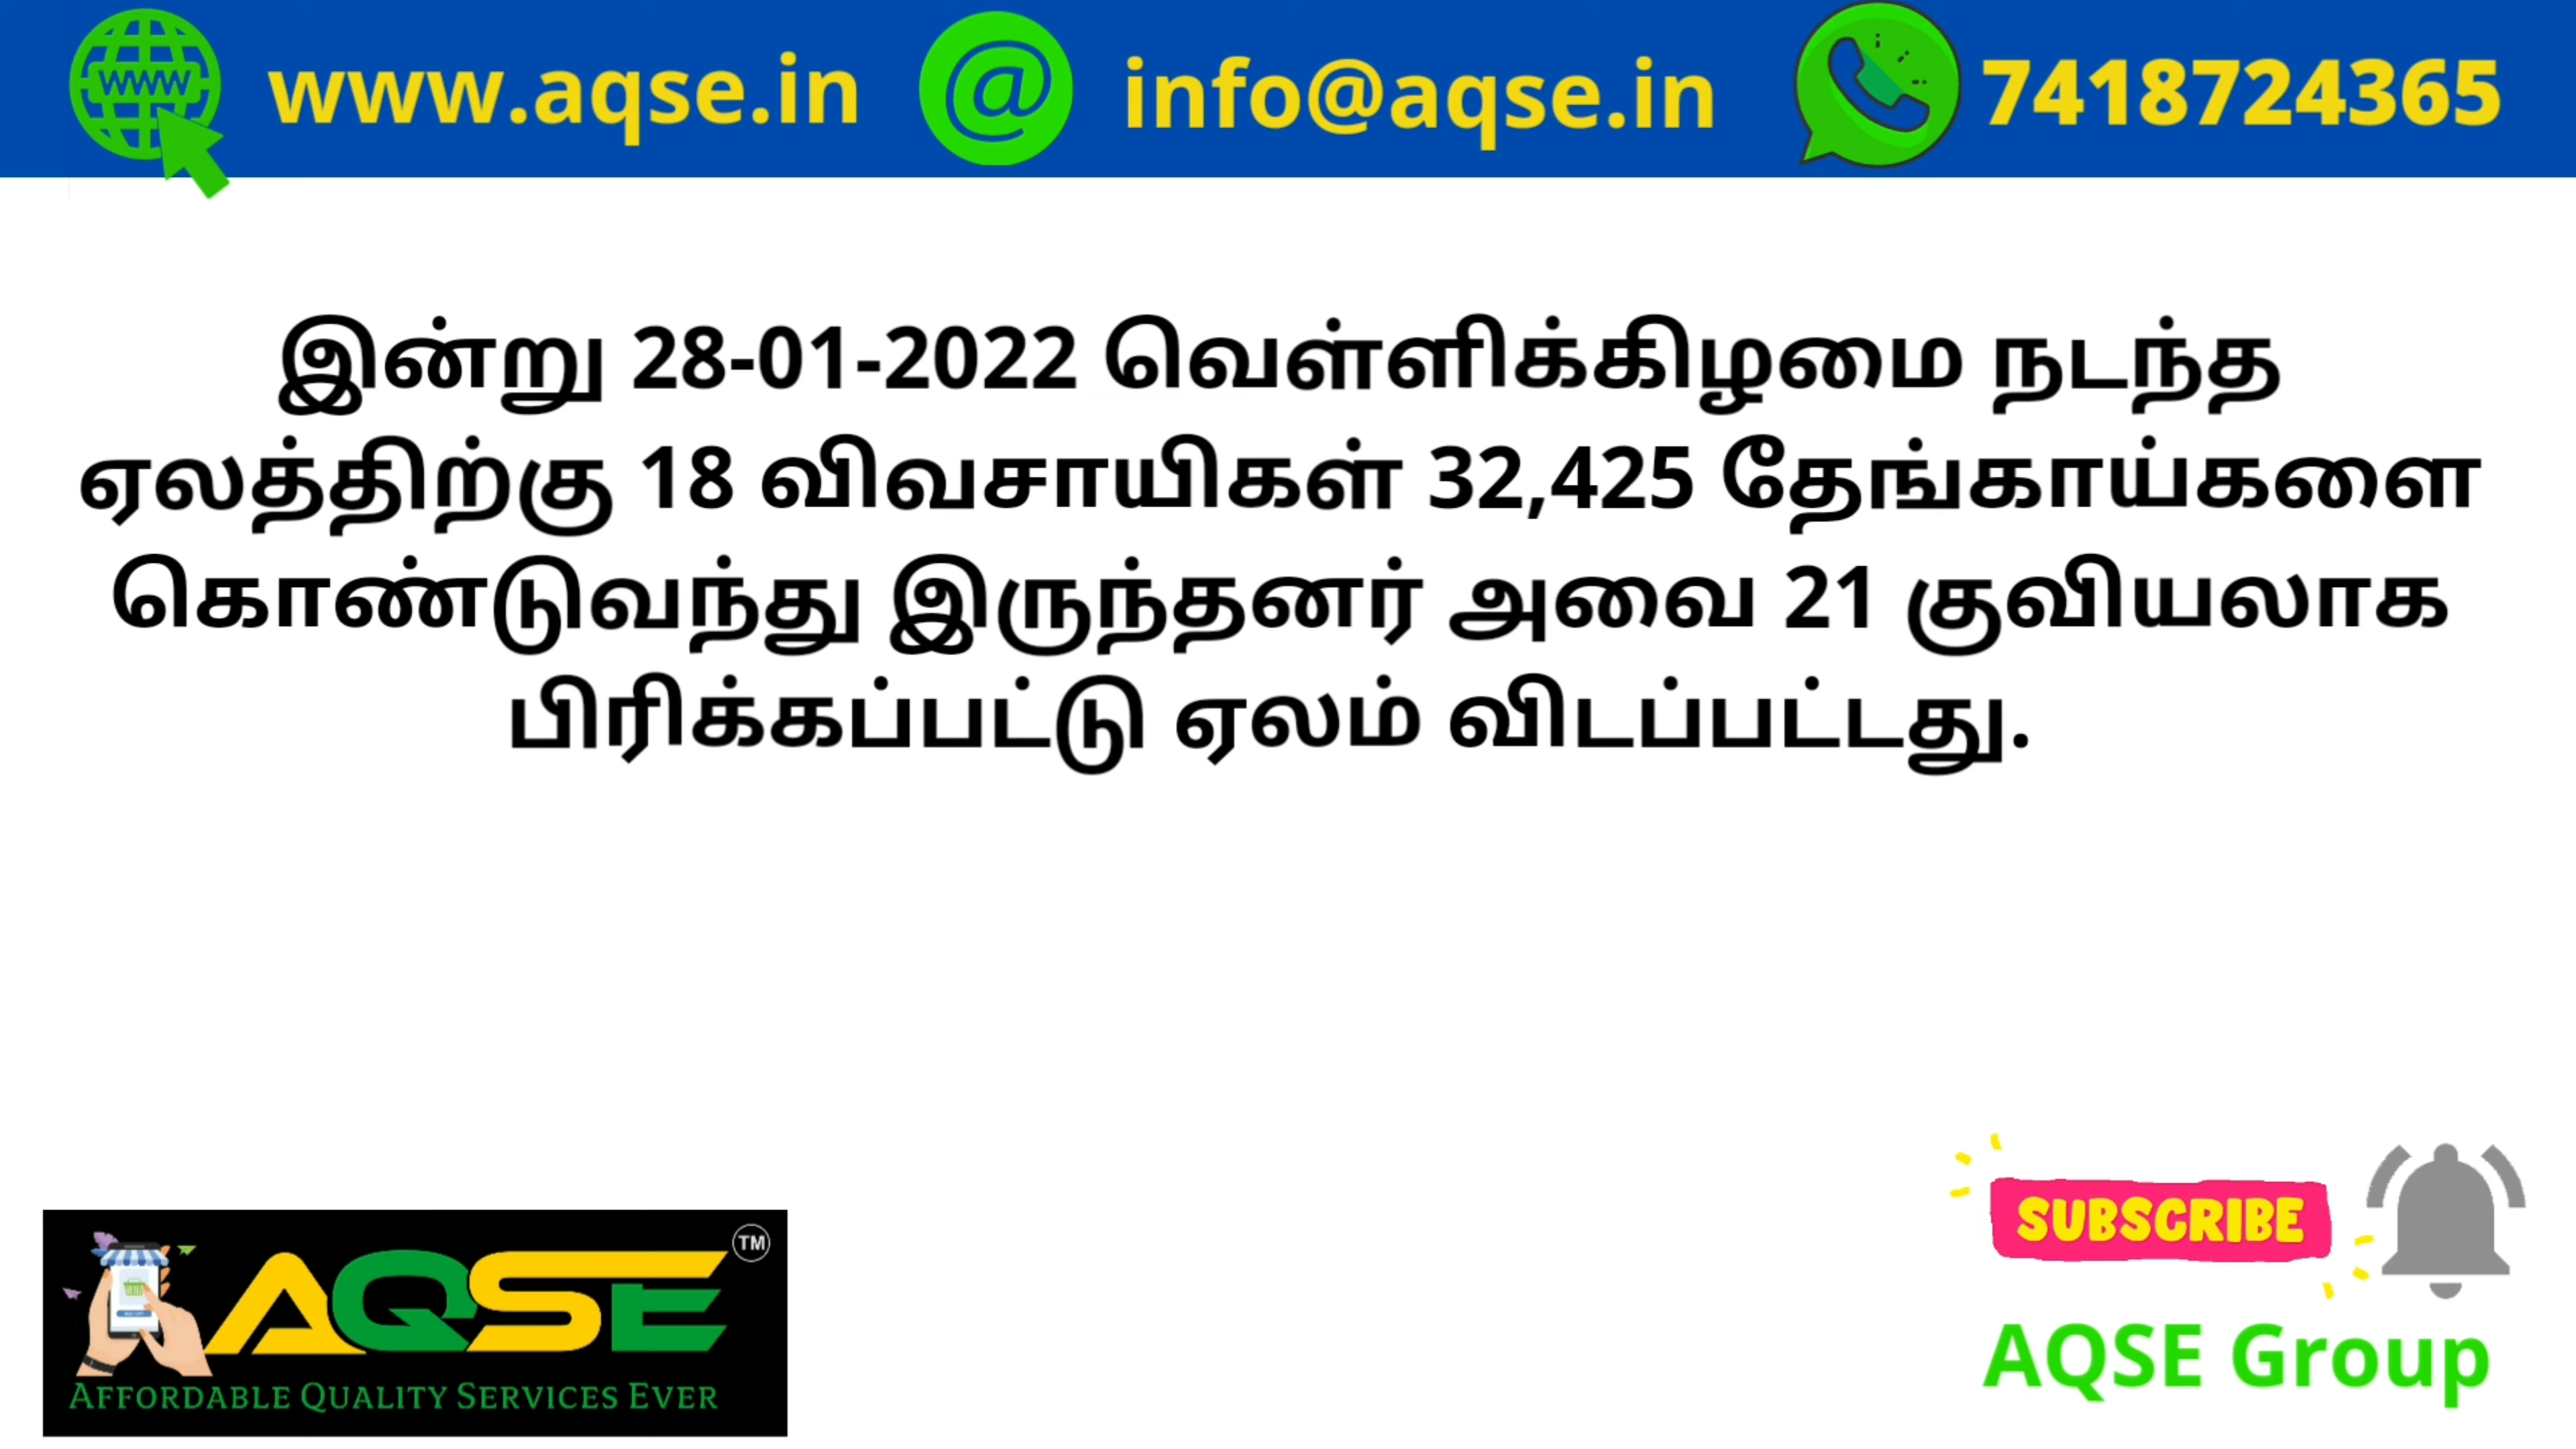 www www.aqse.in @ info@aqse.in 7418724365
இன்று 28-01-2022 வெள்ளிக்கிழமை நடந்த
ஏலத்திற்கு 18 விவசாயிகள் 32,425 தேங்காய்களை
கொண்டுவந்து இருந்தனர் அவை 21 குவியலாக
பிரிக்கப்பட்டு ஏலம் விடப்பட்டது.
AQSE TM
AFFORDABLE QUALITY SERVICES EVER
SUBSCRIBE
AQSE Group